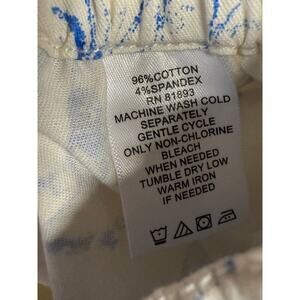 96%COTTON
4%SPANDEX
RN 81893
MACHINE WASH COLD
SEPARATELY
GENTLE CYCLE
ONLY NON-CHLORINE
BLEACH
WHEN NEEDED
TUMBLE DRY LOW
WARM IRON
IF NEEDED